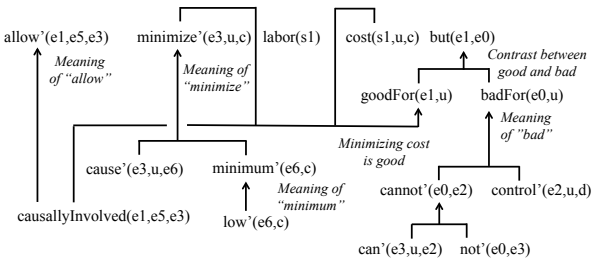 allow’(e1,e5,e3) minimize’(e3,u,c) labor(s1) cost(s1,u,c) but(e1,e0)
Meaning of “allow”
Meaning of “minimize”
Contrast between good and bad
goodFor(e1,u) badFor(e0,u)
Minimizing cost is good
Meaning of ”bad”
cause’(e3,u,e6) minimum’(e6,c)
Meaning of “minimum”
cannot’(e0,e2) control’(e2,u,d)
causallyInvolved(e1,e5,e3) low’(e6,c)
can’(e3,u,e2) not’(e0,e3)